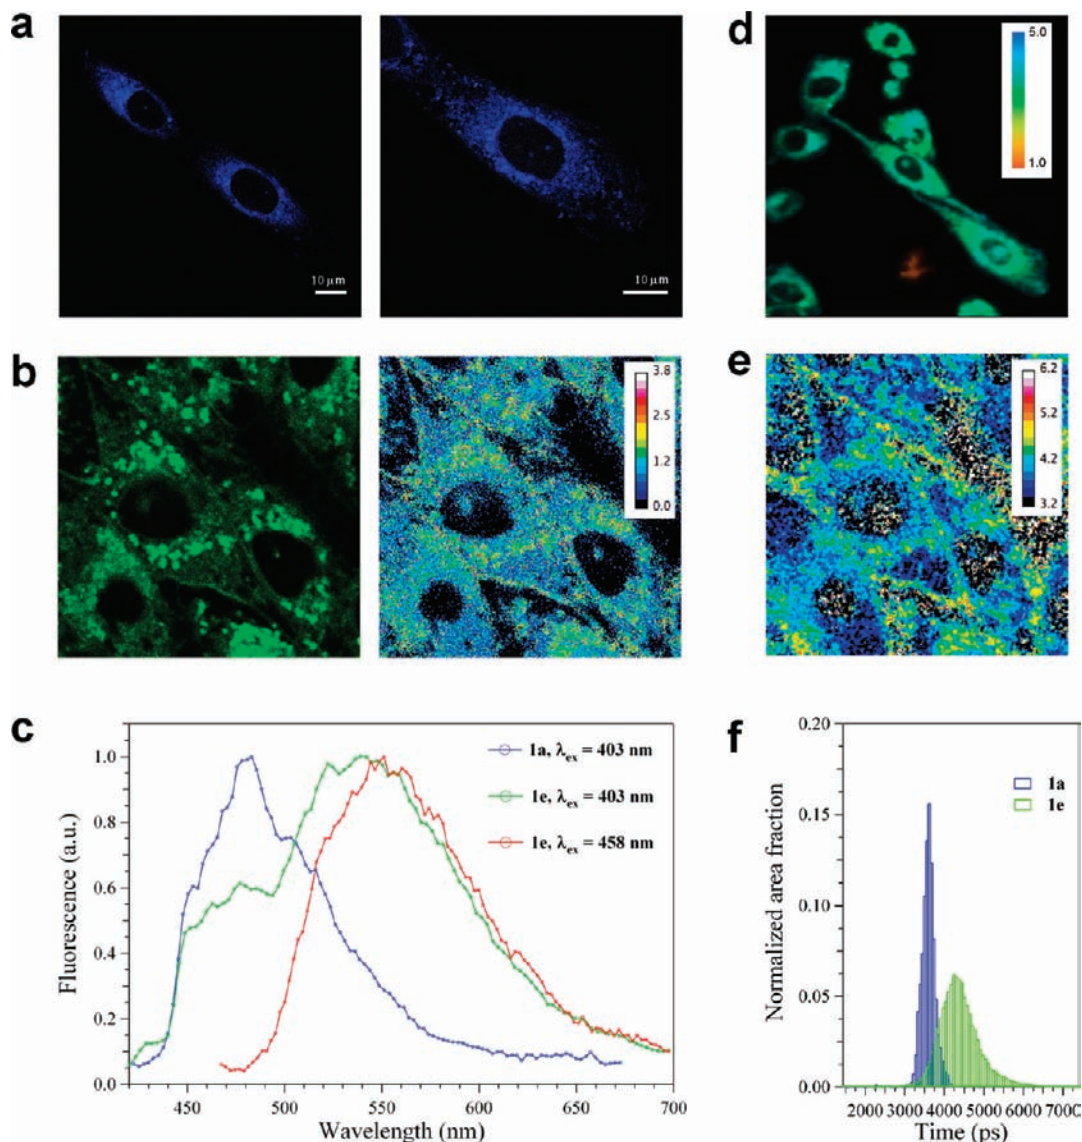 a
10 μm
10 μm
d
5.0
1.0
b
3.8
2.5
1.2
0.0
e
6.2
5.2
4.2
3.2
c
1.0
0.8
0.6
0.4
0.2
0.0
Fluorescence (a.u.)
450 500 550 600 650 700
Wavelength (nm)
1a, λex = 403 nm
1e, λex = 403 nm
1e, λex = 458 nm
f
0.20
0.15
0.10
0.05
0.00
Normalized area fraction
1a
1e
2000 3000 4000 5000 6000 7000
Time (ps)